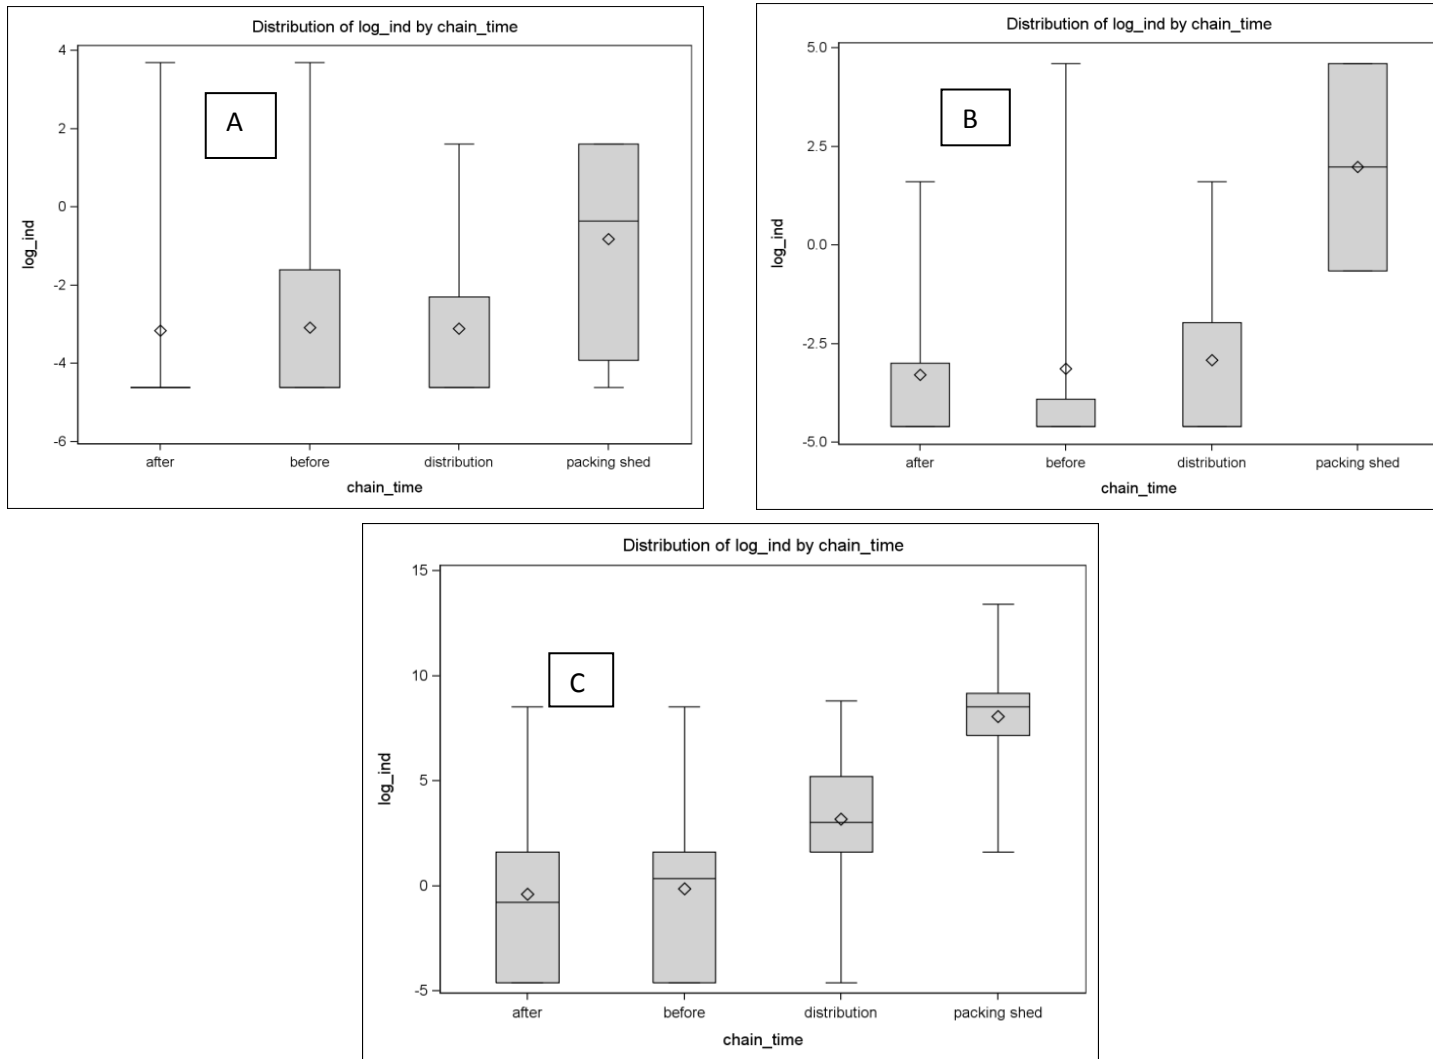 Distribution of log_ind by chain_time
4
2
0
-2
-4
-6
log_ind
A
after before distribution packing shed
chain_time
Distribution of log_ind by chain_time
5.0
2.5
0.0
-2.5
-5.0
log_ind
B
after before distribution packing shed
chain_time
Distribution of log_ind by chain_time
15
10
5
0
-5
log_ind
C
after before distribution packing shed
chain_time